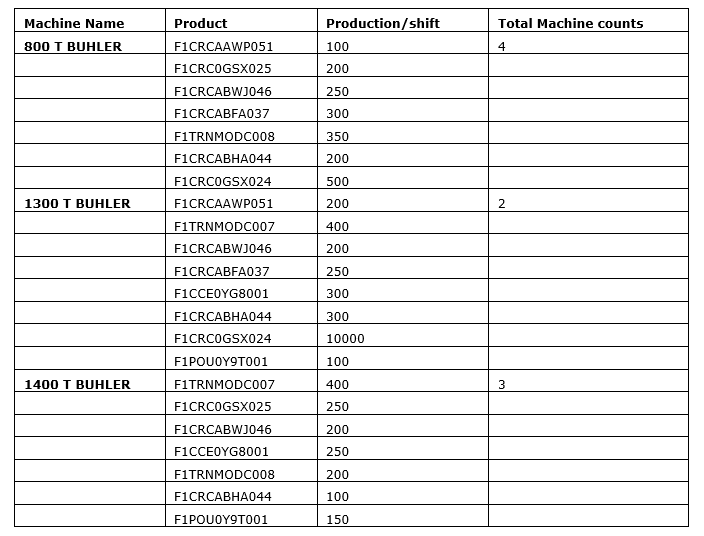 Machine Name Product Production/shift Total Machine counts
800 T BUHLER F1CRCAAWP051 100 4
F1CRC0GSX025 200
F1CRCABWJ046 250
F1CRCABFA037 300
F1TRNMODC008 350
F1CRCABHA044 200
F1CRC0GSX024 500
1300 T BUHLER F1CRCAAWP051 200 2
F1TRNMODC007 400
F1CRCABWJ046 200
F1CRCABFA037 250
F1CCE0YG8001 300
F1CRCABHA044 300
F1CRC0GSX024 10000
F1POU0Y9T001 100
1400 T BUHLER F1TRNMODC007 400 3
F1CRC0GSX025 250
F1CRCABWJ046 200
F1CCE0YG8001 250
F1TRNMODC008 200
F1CRCABHA044 100
F1POU0Y9T001 150